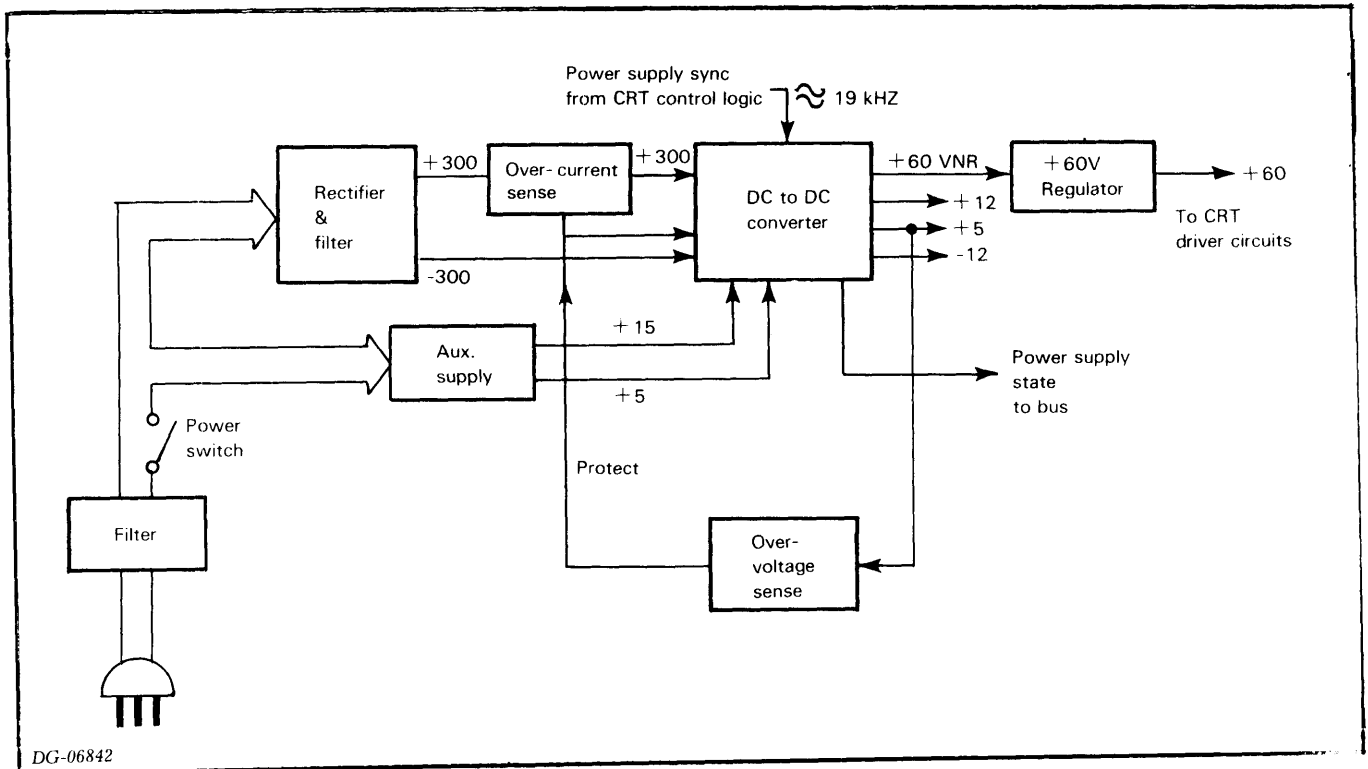 Power supply sync
from CRT control logic
≈ 19 kHZ
+300
+300
-300
Rectifier
&
filter
Over-current
sense
DC to DC
converter
+60 VNR
+12
+5
-12
+60V
Regulator
+60
To CRT
driver circuits
Aux.
supply
+15
+5
Power supply
state
to bus
Power
switch
Protect
Filter
Over-
voltage
sense
DG-06842